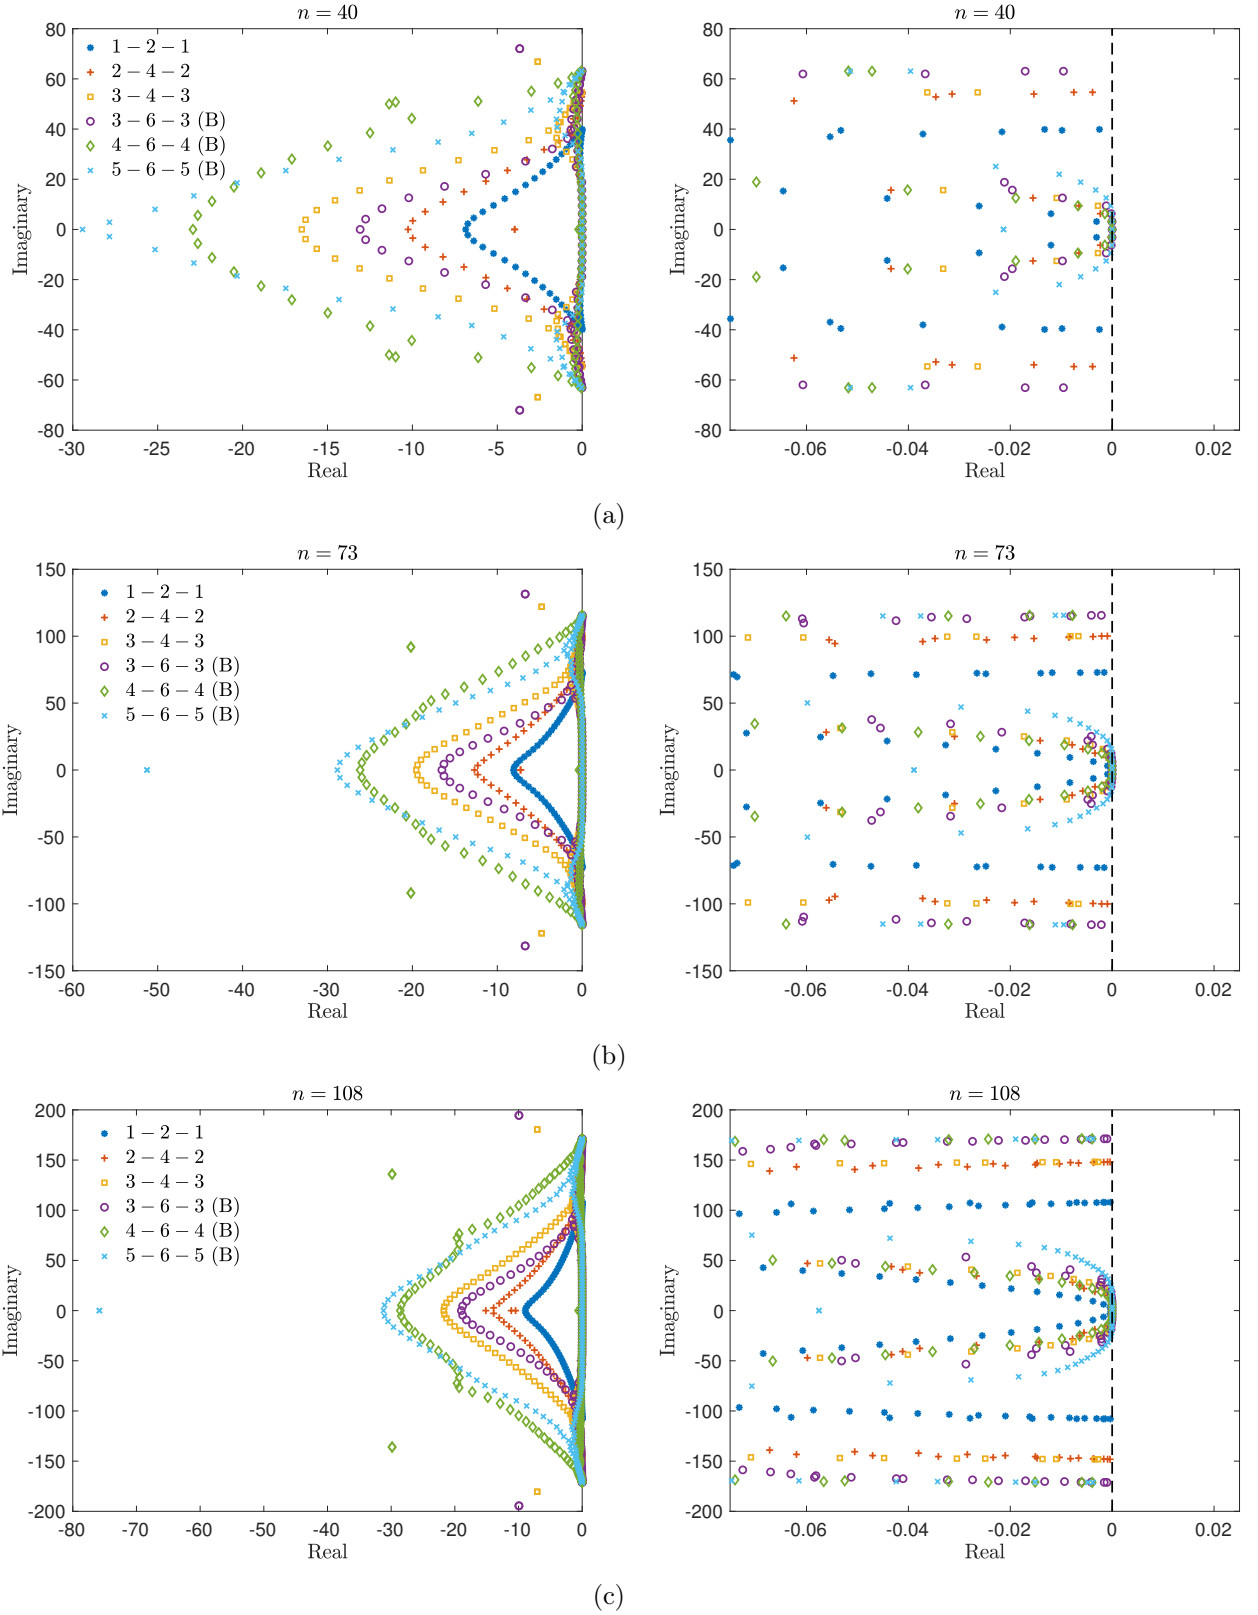 n = 40
80
60
40
20
0
-20
-40
-60
-80
Imaginary
1 − 2 − 1
2 − 4 − 2
3 − 4 − 3
3 − 6 − 3 (B)
4 − 6 − 4 (B)
5 − 6 − 5 (B)
-30 -25 -20 -15 -10 -5 0
Real
n = 40
80
60
40
20
0
-20
-40
-60
-80
Imaginary
-0.06 -0.04 -0.02 0 0.02
Real
(a)
n = 73
150
100
50
0
-50
-100
-150
Imaginary
1 − 2 − 1
2 − 4 − 2
3 − 4 − 3
3 − 6 − 3 (B)
4 − 6 − 4 (B)
5 − 6 − 5 (B)
-60 -50 -40 -30 -20 -10 0
Real
n = 73
150
100
50
0
-50
-100
-150
Imaginary
-0.06 -0.04 -0.02 0 0.02
Real
(b)
n = 108
200
150
100
50
0
-50
-100
-150
-200
Imaginary
1 − 2 − 1
2 − 4 − 2
3 − 4 − 3
3 − 6 − 3 (B)
4 − 6 − 4 (B)
5 − 6 − 5 (B)
-80 -70 -60 -50 -40 -30 -20 -10 0
Real
n = 108
200
150
100
50
0
-50
-100
-150
-200
Imaginary
-0.06 -0.04 -0.02 0 0.02
Real
(c)